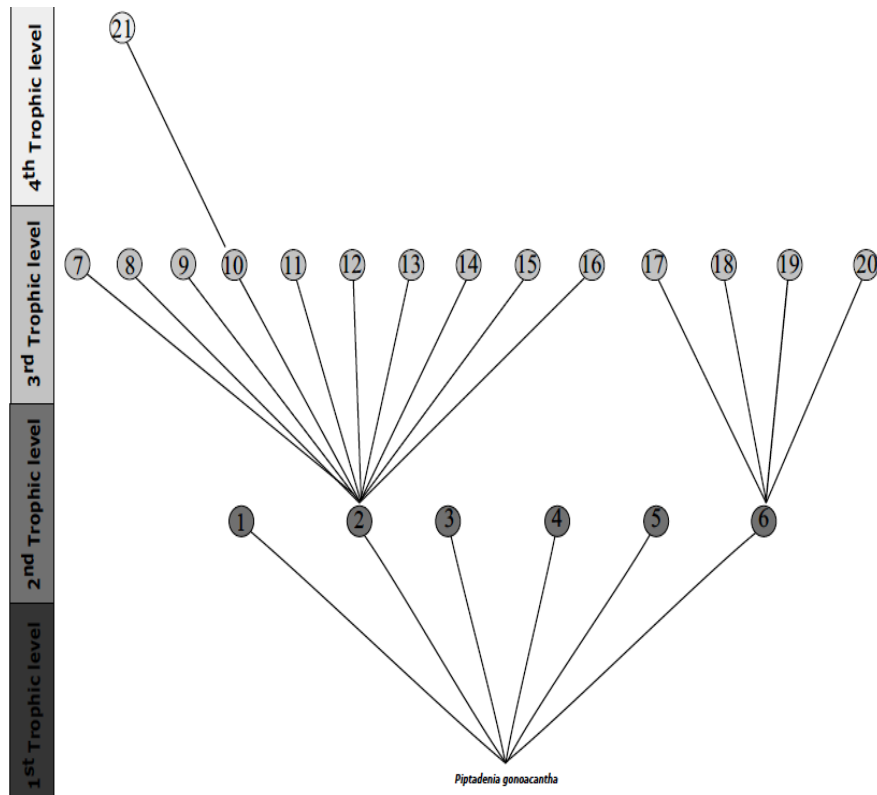 4th Trophic level
21
3rd Trophic level
7 8 9 10 11 12 13 14 15 16 17 18 19 20
2nd Trophic level
1 2 3 4 5 6
1st Trophic level
Piptadenia gonoacantha